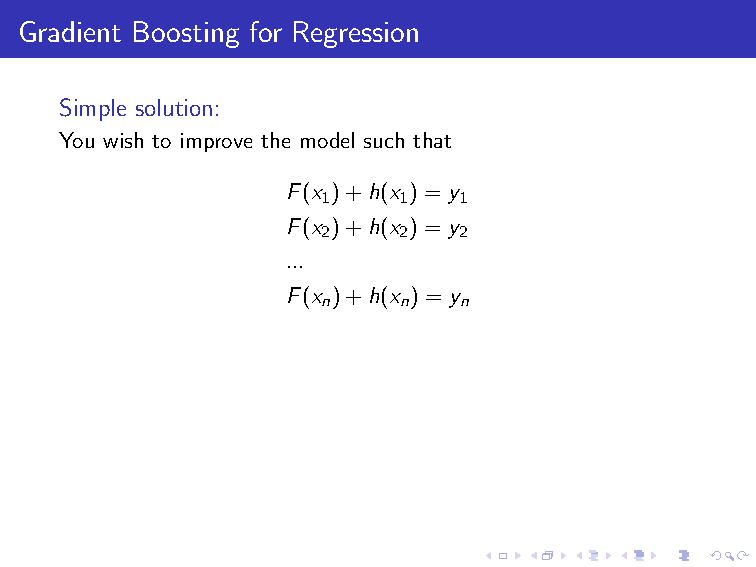 Gradient Boosting for Regression
Simple solution:
You wish to improve the model such that
F(x₁) + h(x₁) = y₁
F(x₂) + h(x₂) = y₂
...
F(xₙ) + h(xₙ) = yₙ